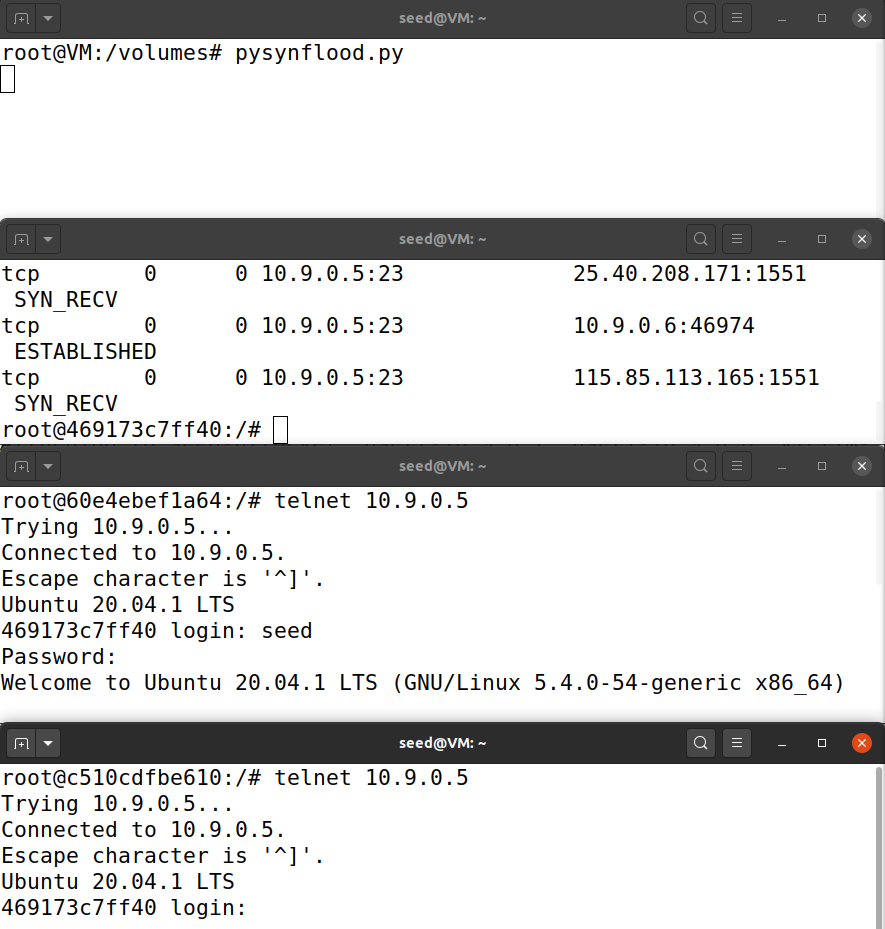 seed@VM: ~
root@VM:/volumes# pysynflood.py
seed@VM: ~
tcp        0      0 10.9.0.5:23             25.40.208.171:1551
 SYN_RECV
tcp        0      0 10.9.0.5:23             10.9.0.6:46974
 ESTABLISHED
tcp        0      0 10.9.0.5:23             115.85.113.165:1551
 SYN_RECV
root@469173c7ff40:/#
seed@VM: ~
root@60e4ebef1a64:/# telnet 10.9.0.5
Trying 10.9.0.5...
Connected to 10.9.0.5.
Escape character is '^]'.
Ubuntu 20.04.1 LTS
469173c7ff40 login: seed
Password:
Welcome to Ubuntu 20.04.1 LTS (GNU/Linux 5.4.0-54-generic x86_64)
seed@VM: ~
root@c510cdfbe610:/# telnet 10.9.0.5
Trying 10.9.0.5...
Connected to 10.9.0.5.
Escape character is '^]'.
Ubuntu 20.04.1 LTS
469173c7ff40 login: